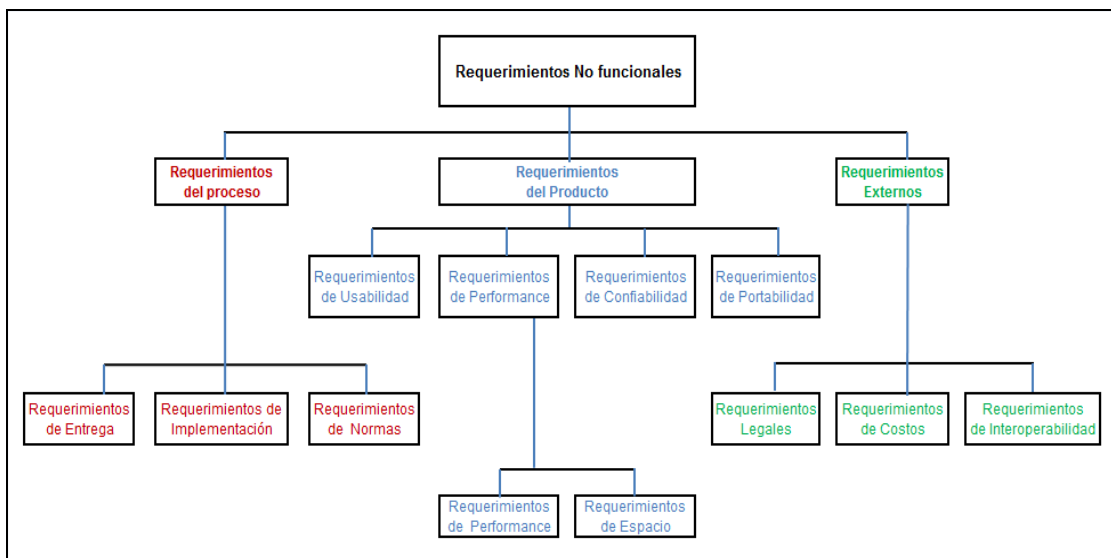 Requerimientos No funcionales
Requerimientos
del proceso
Requerimientos
del Producto
Requerimientos
Externos
Requerimientos
de Usabilidad
Requerimientos
de Performance
Requerimientos
de Confiabilidad
Requerimientos
de Portabilidad
Requerimientos
de Entrega
Requerimientos de
Implementación
Requerimientos
de Normas
Requerimientos
Legales
Requerimientos
de Costos
Requerimientos
de Interoperabilidad
Requerimientos
de Performance
Requerimientos
de Espacio